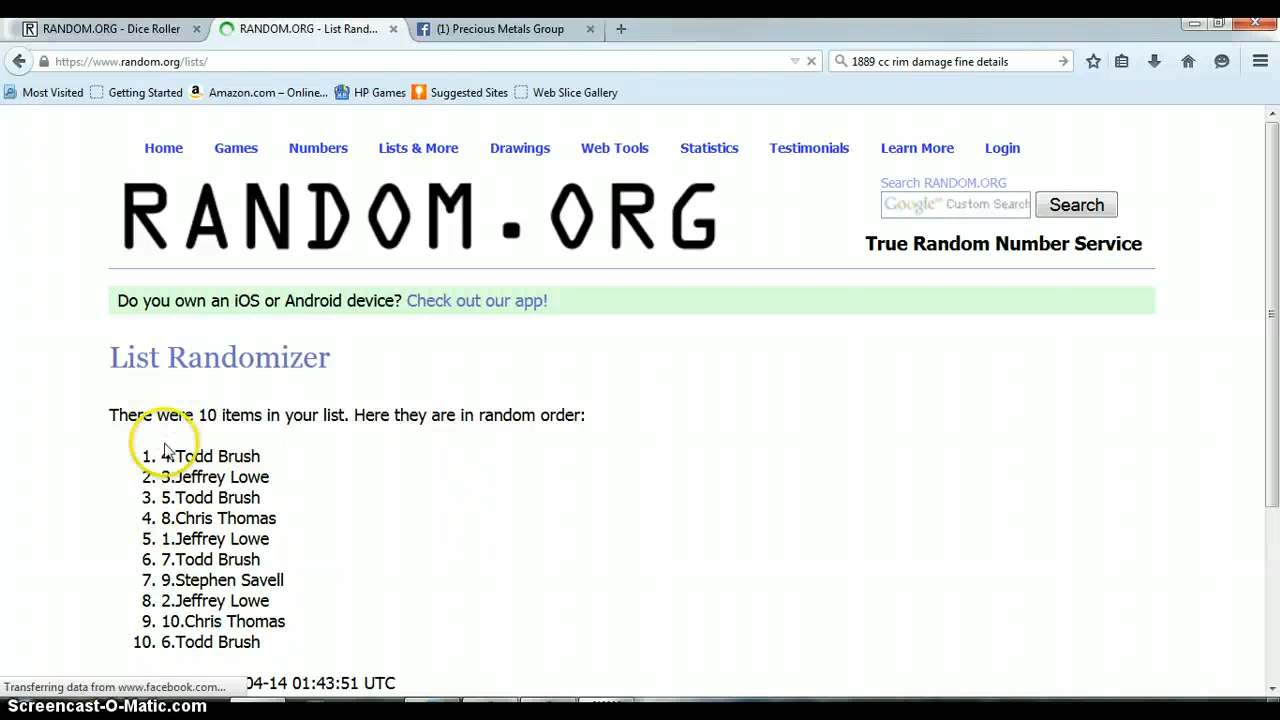 RANDOM.ORG - Dice Roller × RANDOM.ORG - List Rand... × (1) Precious Metals Group × +
https://www.random.org/lists/ 1889 cc rim damage fine details
Most Visited Getting Started Amazon.com – Online... HP Games Suggested Sites Web Slice Gallery
Home Games Numbers Lists & More Drawings Web Tools Statistics Testimonials Learn More Login
RANDOM.ORG
Search RANDOM.ORG
Google™ Custom Search Search
True Random Number Service
Do you own an iOS or Android device? Check out our app!
List Randomizer
There were 10 items in your list. Here they are in random order:
1. 4.Todd Brush
2. 3.Jeffrey Lowe
3. 5.Todd Brush
4. 8.Chris Thomas
5. 1.Jeffrey Lowe
6. 7.Todd Brush
7. 9.Stephen Savell
8. 2.Jeffrey Lowe
9. 10.Chris Thomas
10. 6.Todd Brush
04-14 01:43:51 UTC
Transferring data from www.facebook.com...
Screencast-O-Matic.com